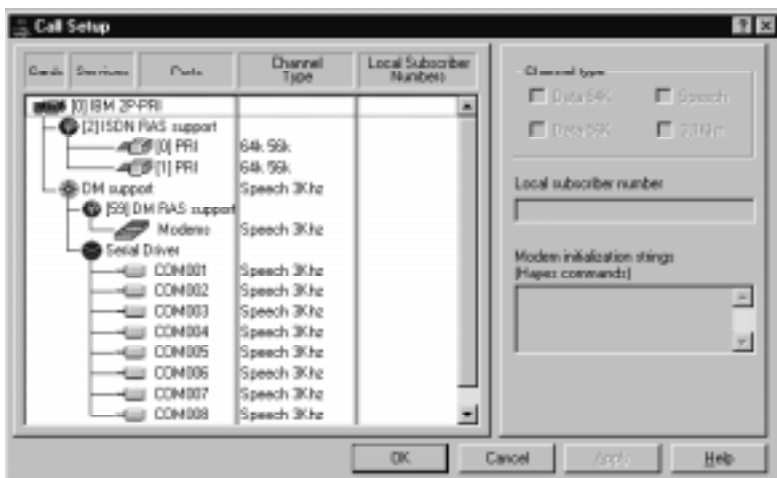 Call Setup
Cards Services Ports Channel Type Local Subscriber Numbers
[0] IBM 2P-PRI
[2] ISDN RAS support
[0] PRI 64k 56k
[1] PRI 64k 56k
DM support Speech 3Khz
[59] DM RAS support
Modems Speech 3Khz
Serial Driver
COM001 Speech 3Khz
COM002 Speech 3Khz
COM003 Speech 3Khz
COM004 Speech 3Khz
COM005 Speech 3Khz
COM006 Speech 3Khz
COM007 Speech 3Khz
COM008 Speech 3Khz
Channel type
Data 64K Speech
Data 56K
Local subscriber number
Modem initialization strings
(Hayes commands)
OK Cancel Apply Help